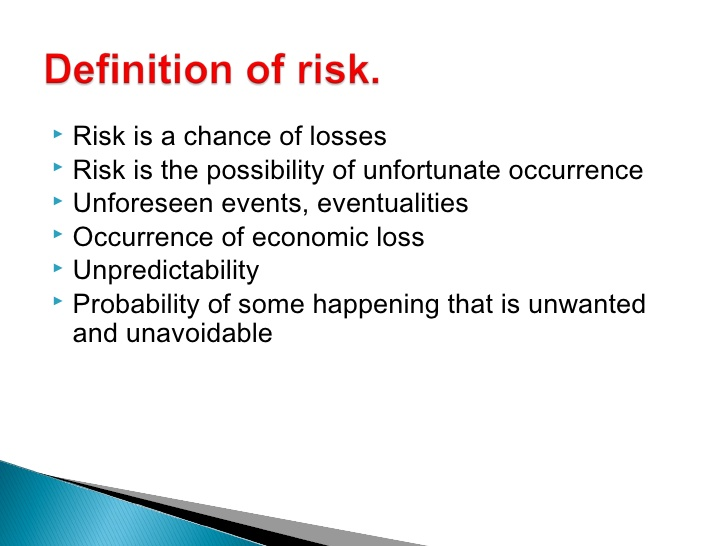 Definition of risk.
Risk is a chance of losses
Risk is the possibility of unfortunate occurrence
Unforeseen events, eventualities
Occurrence of economic loss
Unpredictability
Probability of some happening that is unwanted
and unavoidable